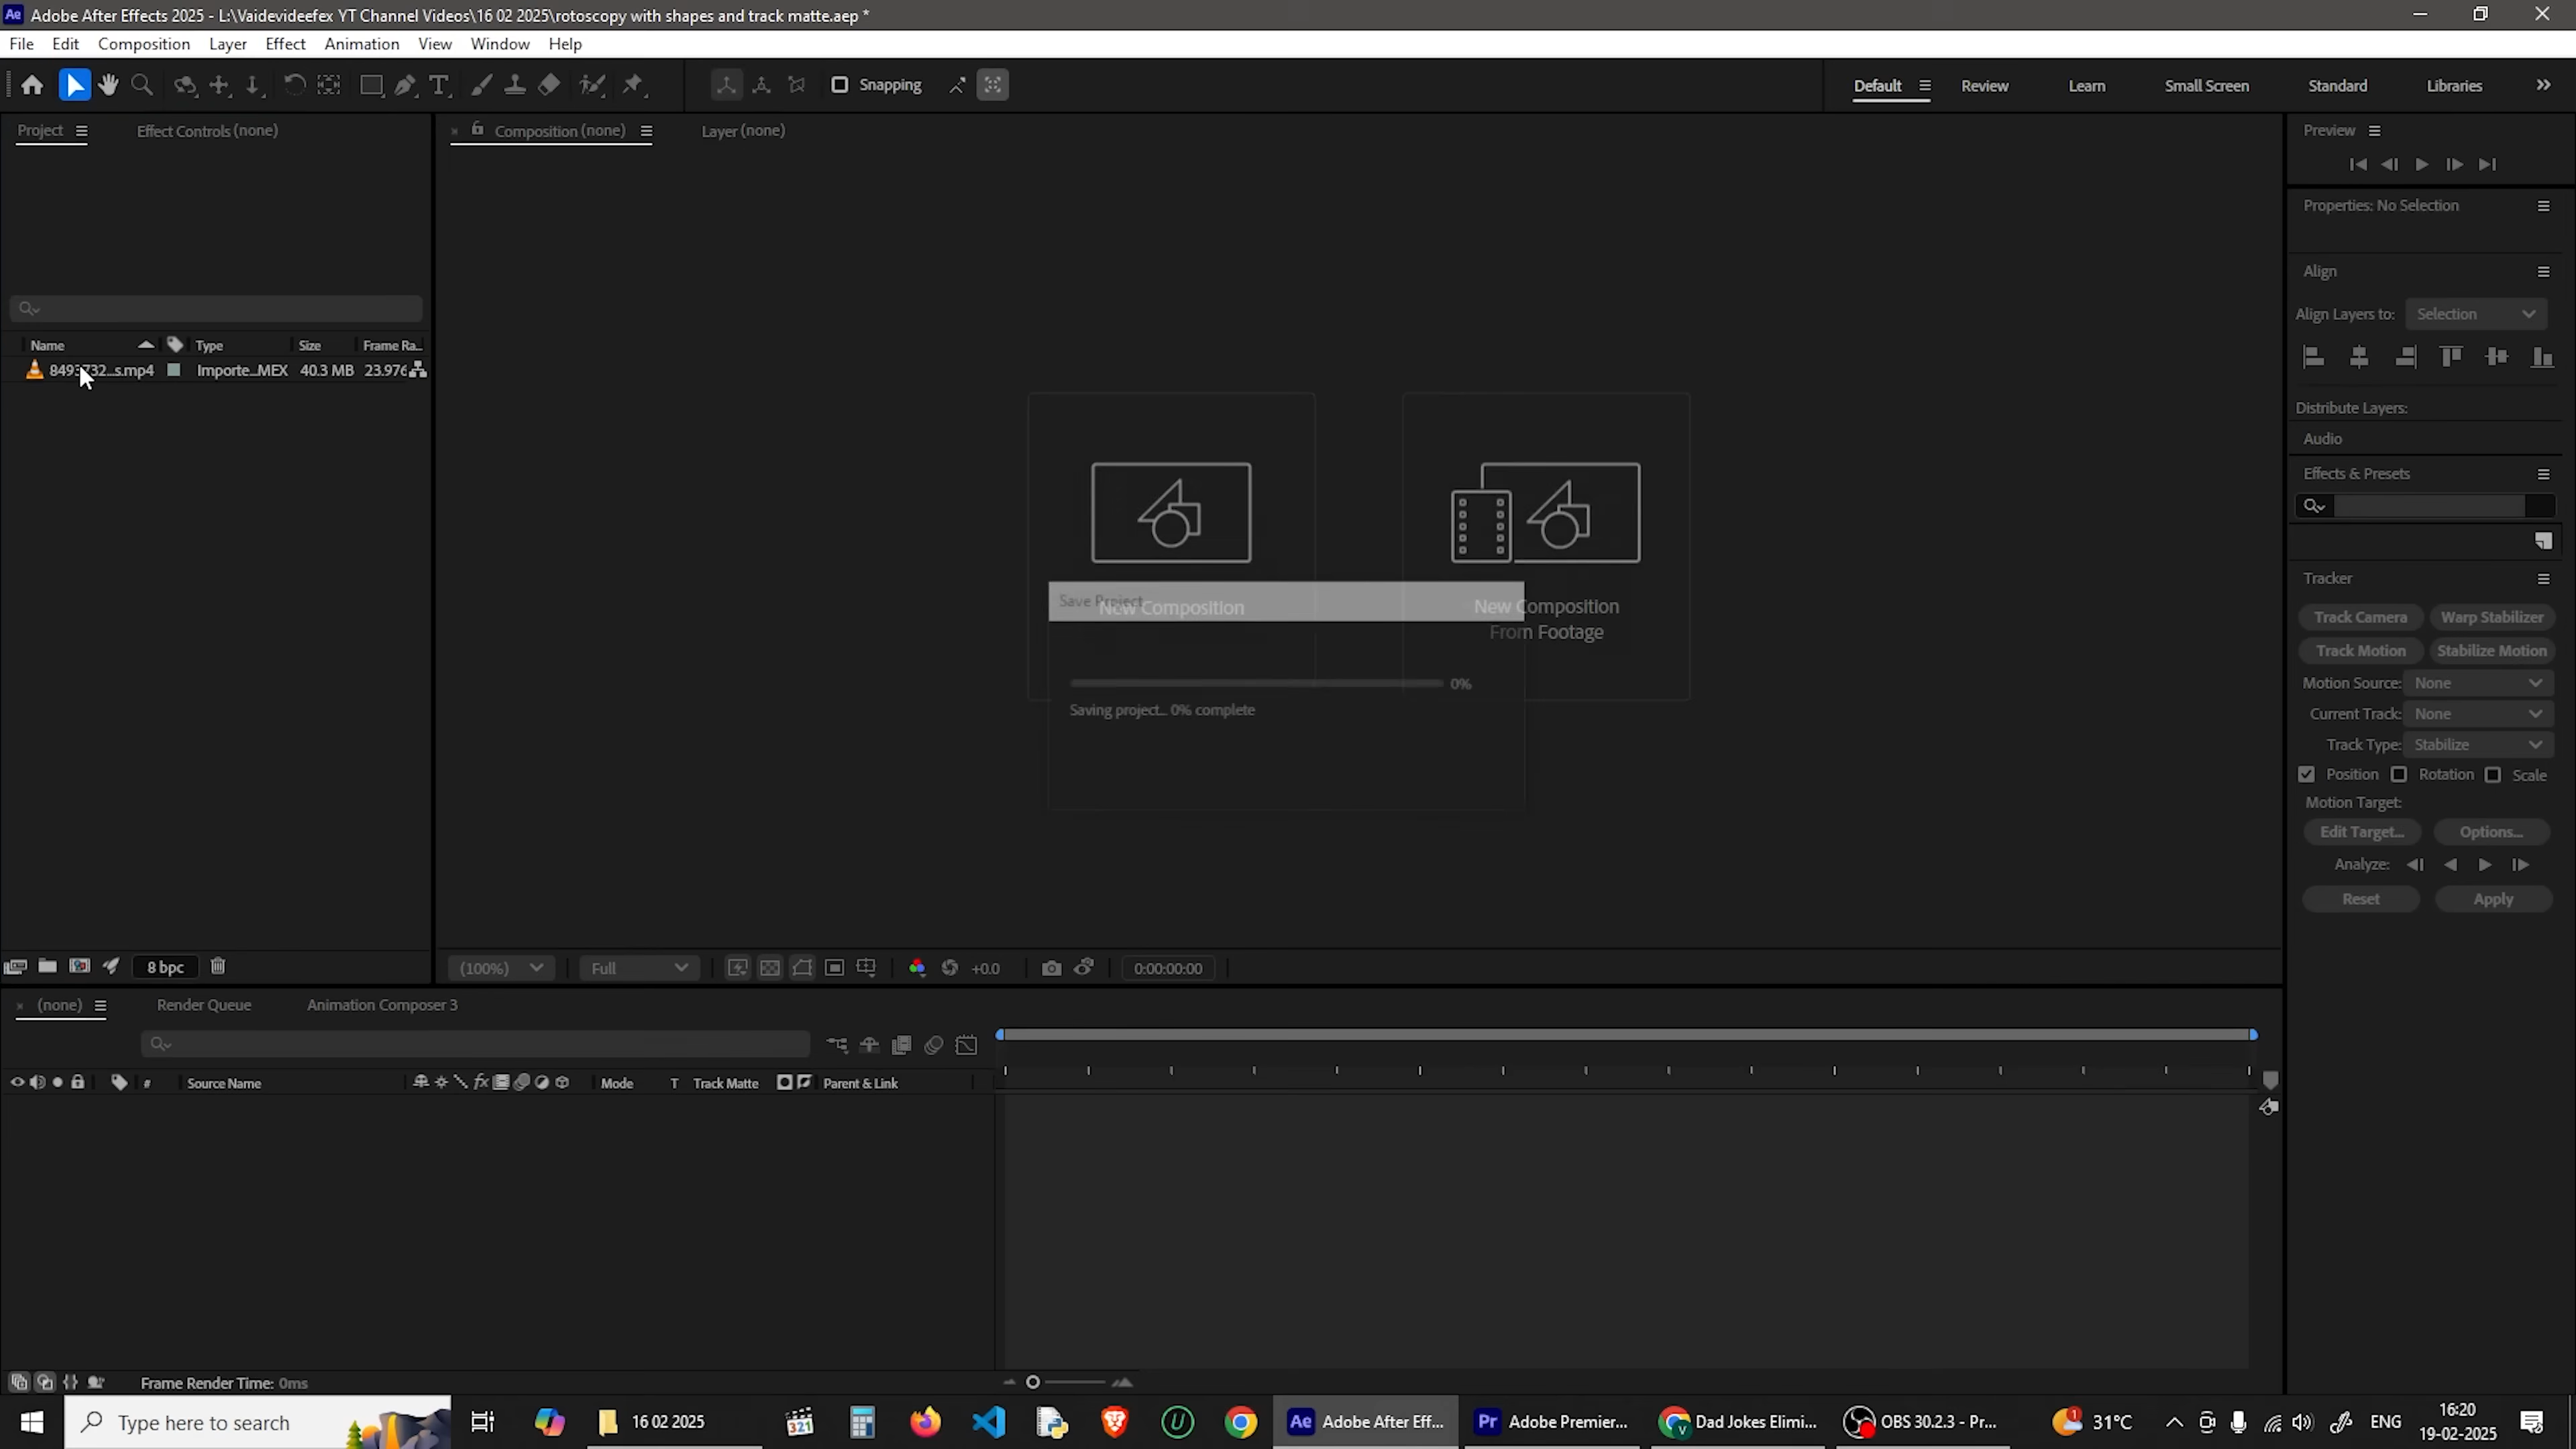 Ae Adobe After Effects 2025 - L:\Vaidevideefex YT Channel Videos\16 02 2025\rotoscopy with shapes and track matte.aep *
File Edit Composition Layer Effect Animation View Window Help
T Snapping Default Review Learn Small Screen Standard Libraries
Project Effect Controls (none) Composition (none) Layer (none) Preview
Properties: No Selection
Align
Align Layers to: Selection
Name Type Size Frame Ra...
8493732...s.mp4 Importe...MEX 40.3 MB 23.976
Distribute Layers:
Audio
Effects & Presets
Tracker
Save Project
New Composition
New Composition
From Footage
0%
Saving project... 0% complete
Track Camera Warp Stabilizer
Track Motion Stabilize Motion
Motion Source: None
Current Track: None
Track Type: Stabilize
Position Rotation Scale
Motion Target:
Edit Target... Options...
Analyze:
Reset Apply
8 bpc (100%) Full +0.0 0:00:00:00
(none) Render Queue Animation Composer 3
# Source Name fx Mode T Track Matte Parent & Link
Frame Render Time: 0ms
Type here to search 16 02 2025 321 U Ae Adobe After Eff... Pr Adobe Premier... V Dad Jokes Elimi... OBS 30.2.3 - Pr... 1 31°C ENG 16:20
19-02-2025